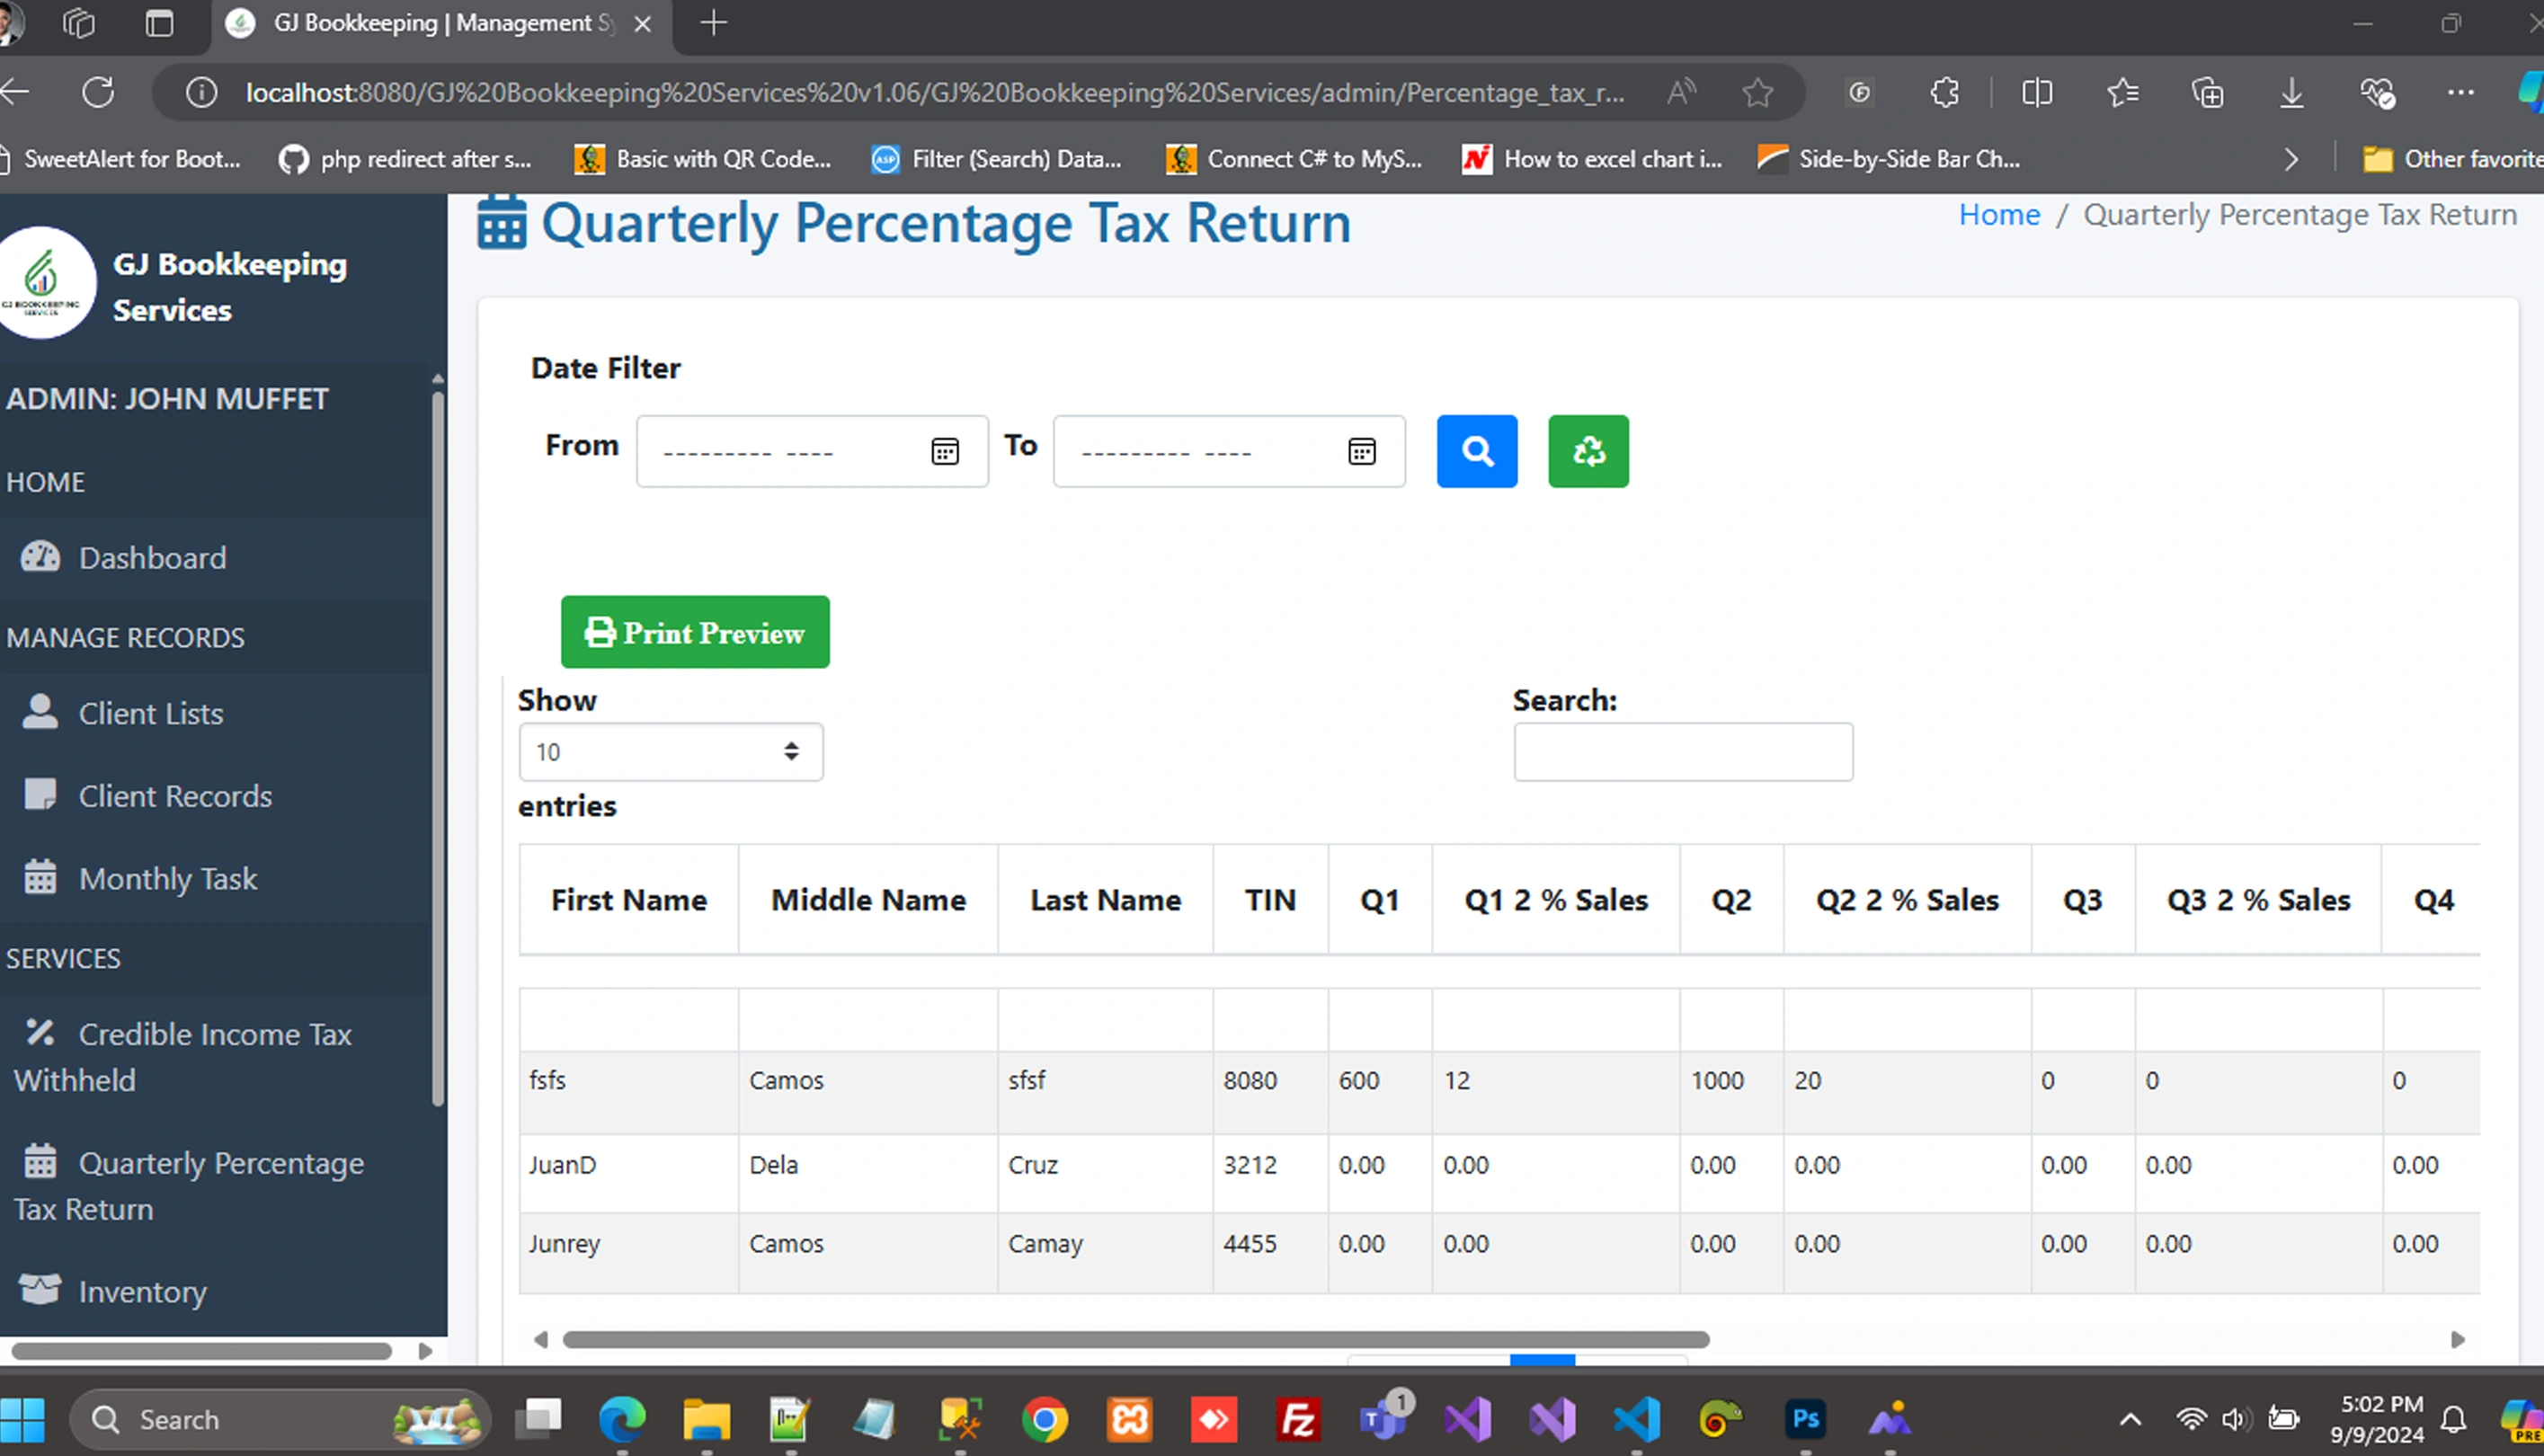 GJ Bookkeeping | Management Sy
localhost:8080/GJ%20Bookkeeping%20Services%20v1.06/GJ%20Bookkeeping%20Services/admin/Percentage_tax_r...
SweetAlert for Boot... php redirect after s... Basic with QR Code... Filter (Search) Data... Connect C# to MyS... How to excel chart i... Side-by-Side Bar Ch... Other favorite
GJ Bookkeeping
Services
GJ BOOKKEEPING
SERVICES
ADMIN: JOHN MUFFET
HOME
Dashboard
MANAGE RECORDS
Client Lists
Client Records
Monthly Task
SERVICES
Credible Income Tax
Withheld
Quarterly Percentage
Tax Return
Inventory
Quarterly Percentage Tax Return
Home / Quarterly Percentage Tax Return
Date Filter
From --------- ---- To --------- ----
Print Preview
Show
10
entries
Search:
First Name Middle Name Last Name TIN Q1 Q1 2 % Sales Q2 Q2 2 % Sales Q3 Q3 2 % Sales Q4
fsfs Camos sfsf 8080 600 12 1000 20 0 0 0
JuanD Dela Cruz 3212 0.00 0.00 0.00 0.00 0.00 0.00 0.00
Junrey Camos Camay 4455 0.00 0.00 0.00 0.00 0.00 0.00 0.00
Search
1
Ps
5:02 PM
9/9/2024
PRE